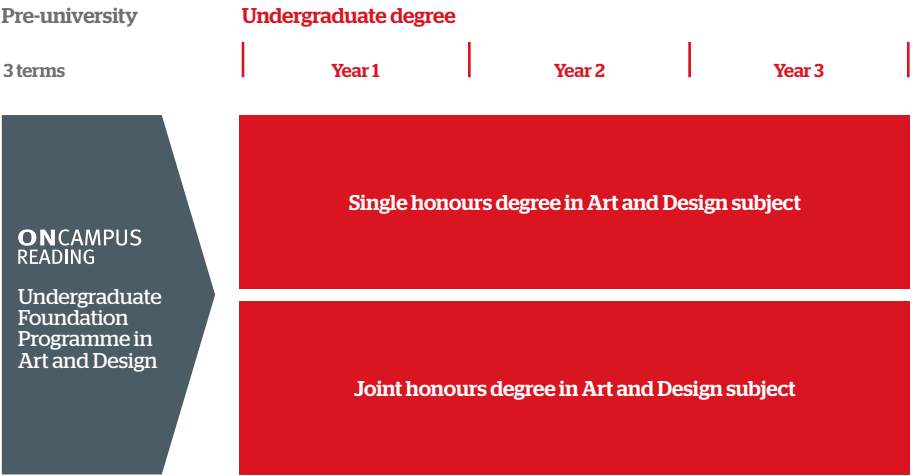 Pre-university
Undergraduate degree
3 terms
Year 1
Year 2
Year 3
ONCAMPUS
READING
Undergraduate
Foundation
Programme in
Art and Design
Single honours degree in Art and Design subject
Joint honours degree in Art and Design subject